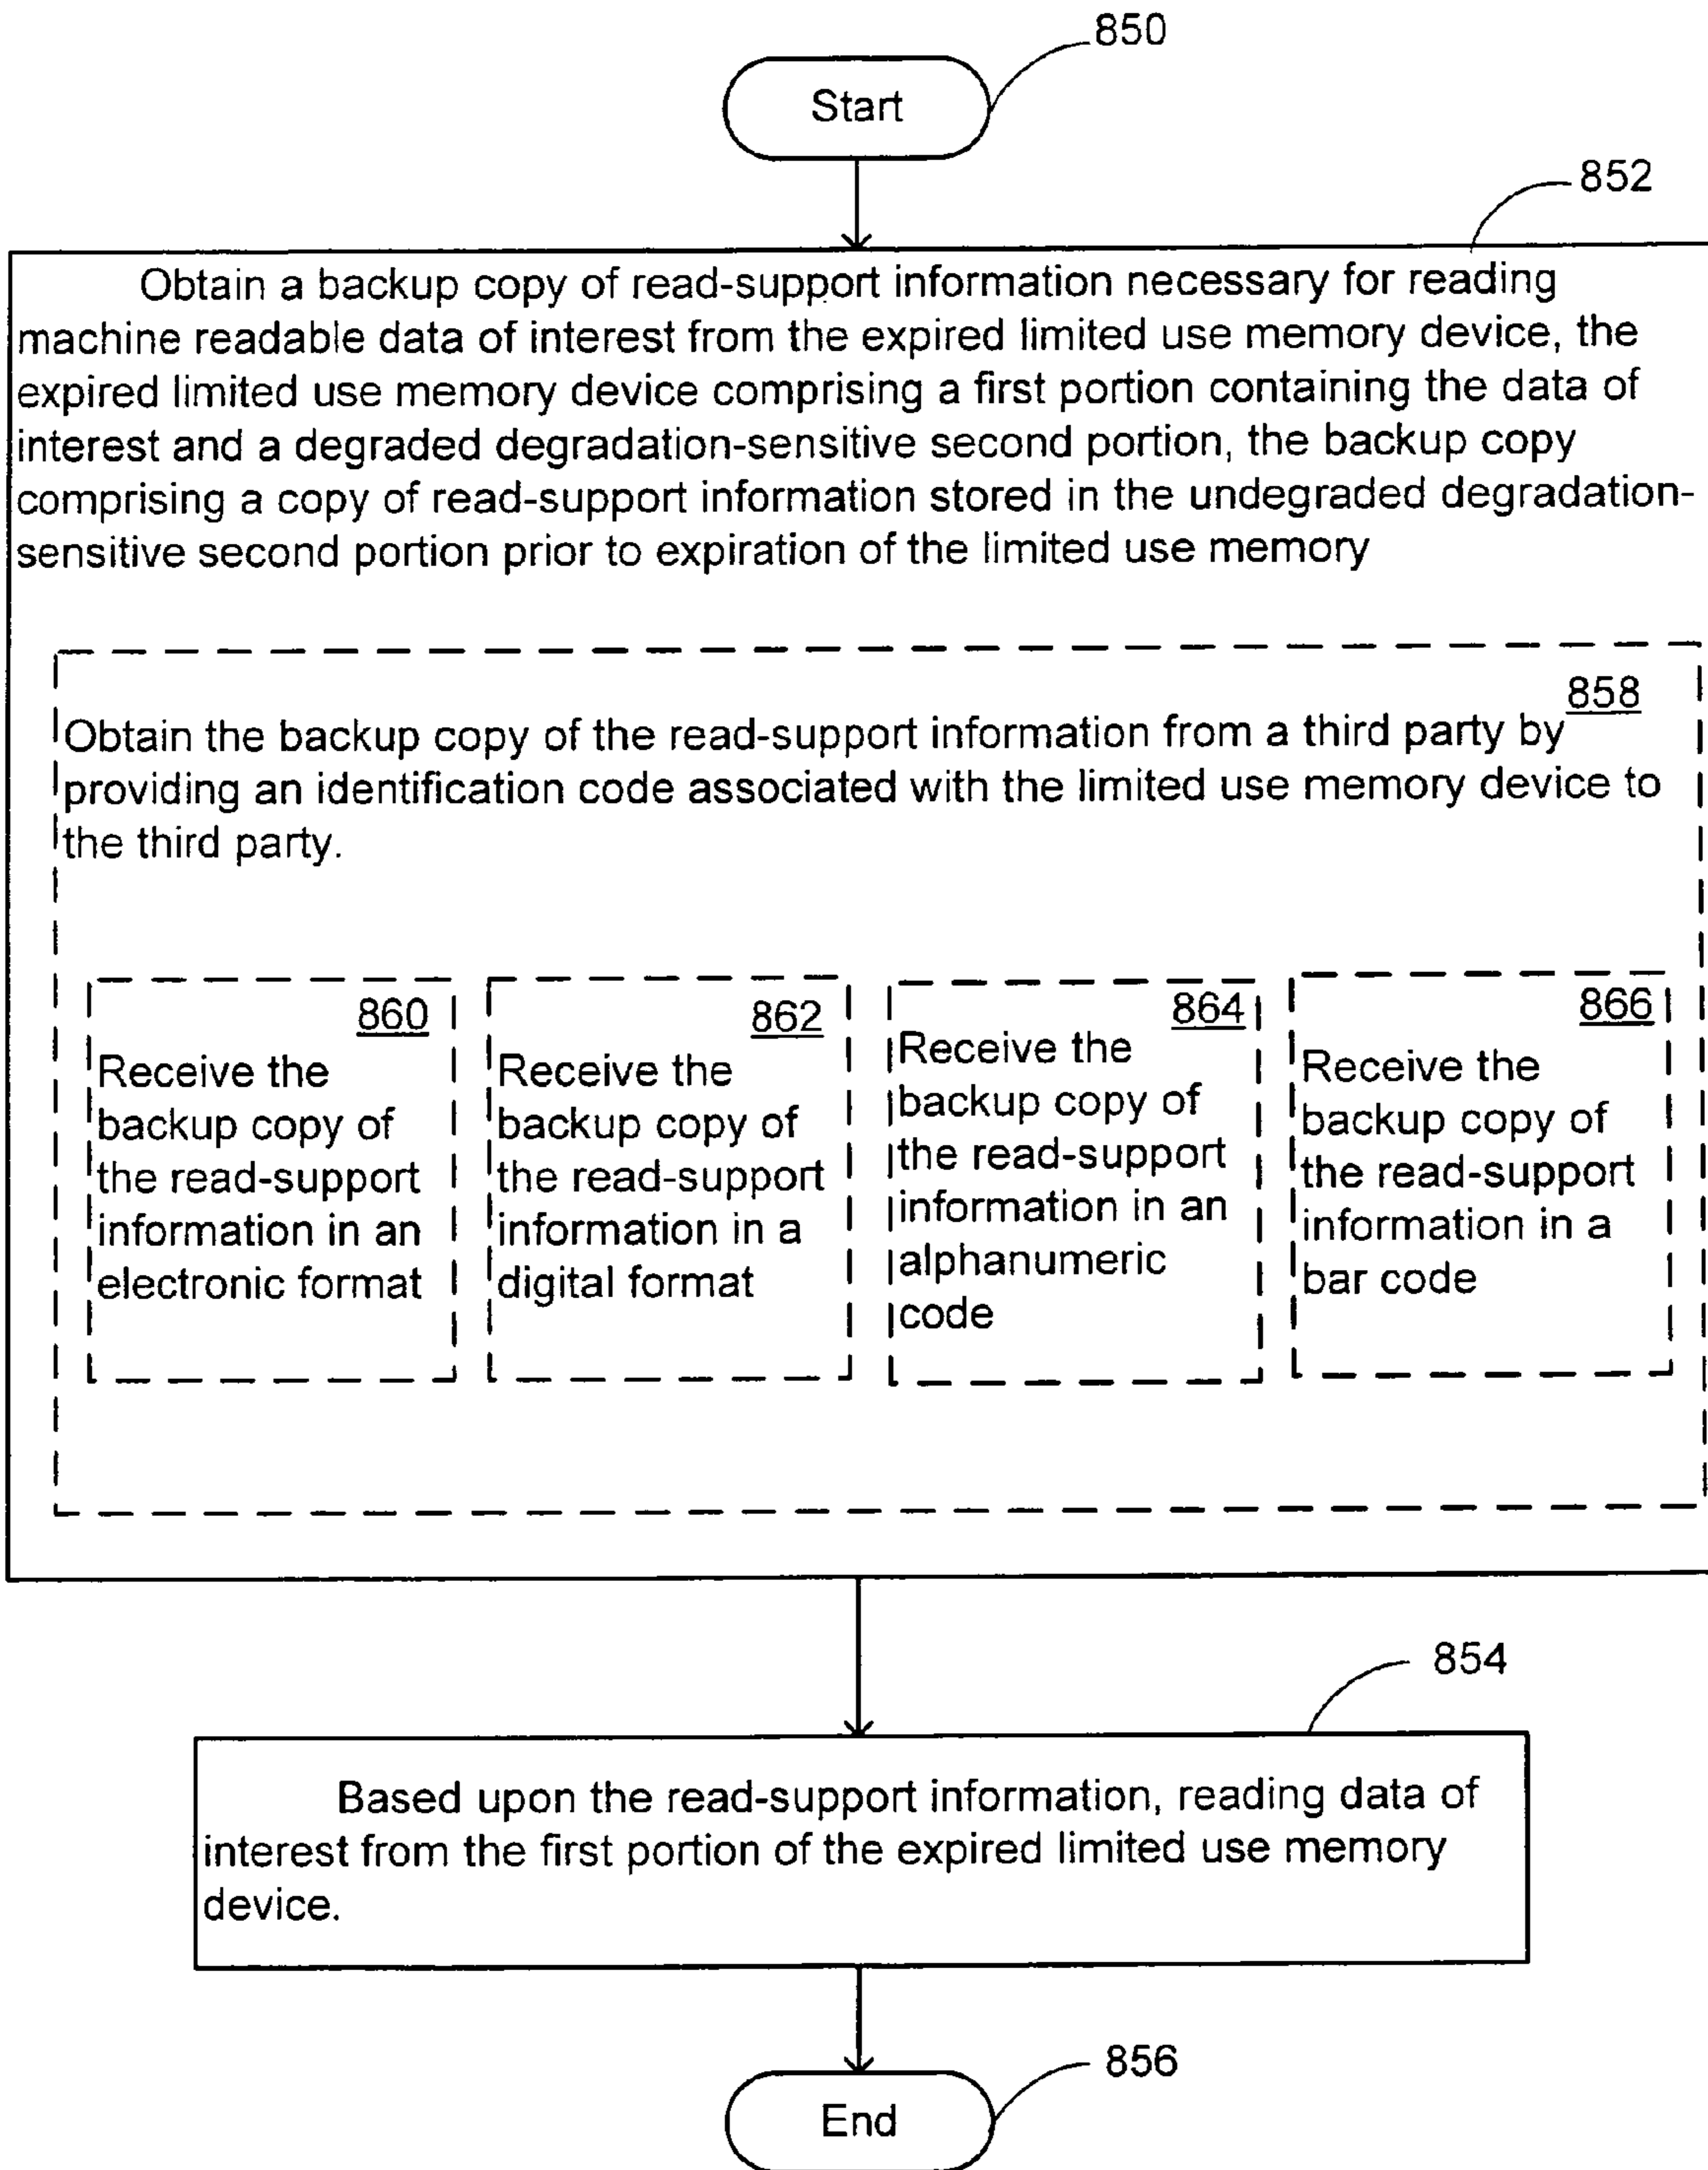 850
Start
852
Obtain a backup copy of read-support information necessary for reading
machine readable data of interest from the expired limited use memory device, the
expired limited use memory device comprising a first portion containing the data of
interest and a degraded degradation-sensitive second portion, the backup copy
comprising a copy of read-support information stored in the undegraded degradation-
sensitive second portion prior to expiration of the limited use memory
858
Obtain the backup copy of the read-support information from a third party by
providing an identification code associated with the limited use memory device to
the third party.
860
Receive the
backup copy of
the read-support
information in an
electronic format
862
Receive the
backup copy of
the read-support
information in a
digital format
864
Receive the
backup copy of
the read-support
information in an
alphanumeric
code
866
Receive the
backup copy of
the read-support
information in a
bar code
854
Based upon the read-support information, reading data of
interest from the first portion of the expired limited use memory
device.
856
End